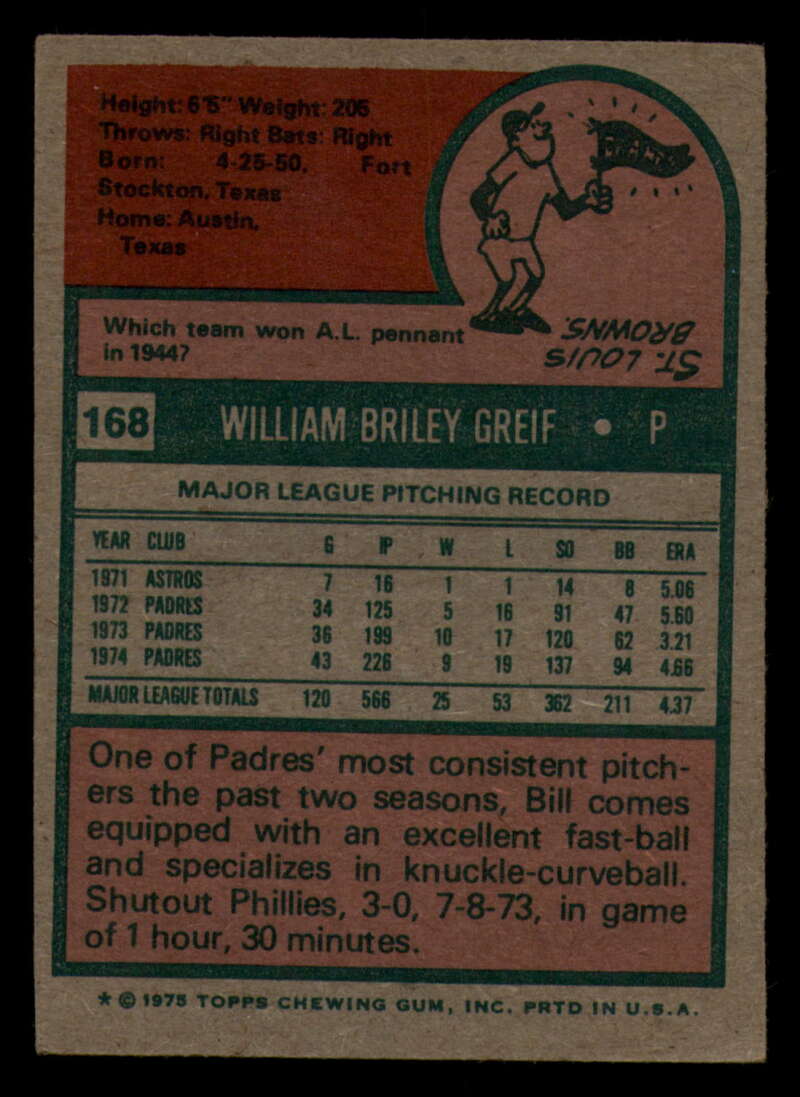 Height: 6'5" Weight: 205
Throws: Right Bats: Right
Born: 4-25-50, Fort
Stockton, Texas
Home: Austin,
Texas
BROWNS
Which team won A.L. pennant
in 1944?
ST. LOUIS
BROWNS.
168 WILLIAM BRILEY GREIF • P
MAJOR LEAGUE PITCHING RECORD
YEAR CLUB G IP W L SO BB ERA
1971 ASTROS 7 16 1 1 14 8 5.06
1972 PADRES 34 125 5 16 91 47 5.60
1973 PADRES 36 199 10 17 120 62 3.21
1974 PADRES 43 226 9 19 137 94 4.66
MAJOR LEAGUE TOTALS 120 566 25 53 362 211 4.37
One of Padres' most consistent pitch-
ers the past two seasons, Bill comes
equipped with an excellent fast-ball
and specializes in knuckle-curveball.
Shutout Phillies, 3-0, 7-8-73, in game
of 1 hour, 30 minutes.
* © 1975 TOPPS CHEWING GUM, INC. PRTD IN U.S.A.